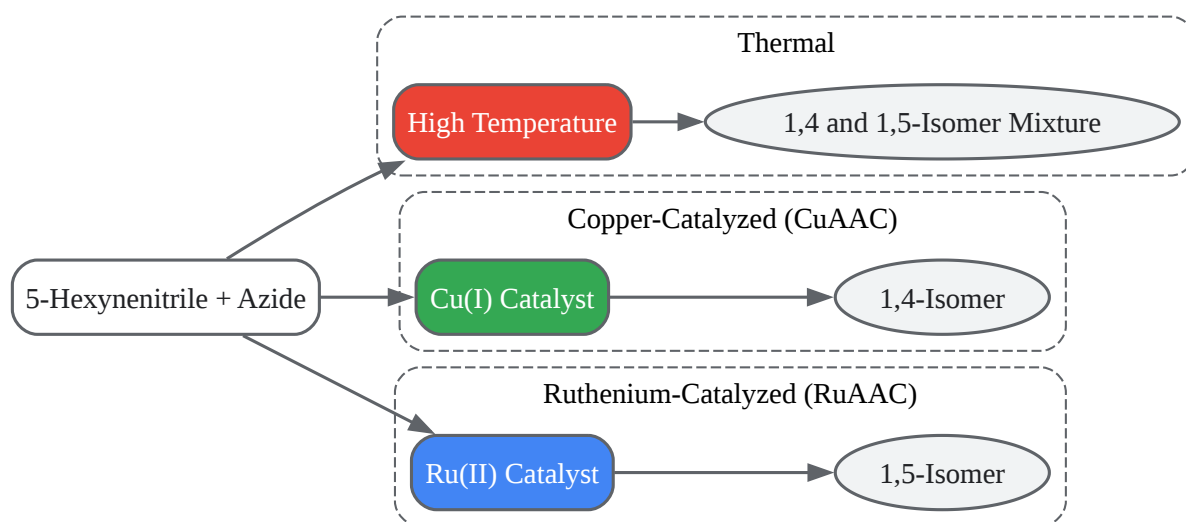 Thermal
High Temperature
1,4 and 1,5-Isomer Mixture
Copper-Catalyzed (CuAAC)
5-Hexynenitrile + Azide
Cu(I) Catalyst
1,4-Isomer
Ruthenium-Catalyzed (RuAAC)
Ru(II) Catalyst
1,5-Isomer